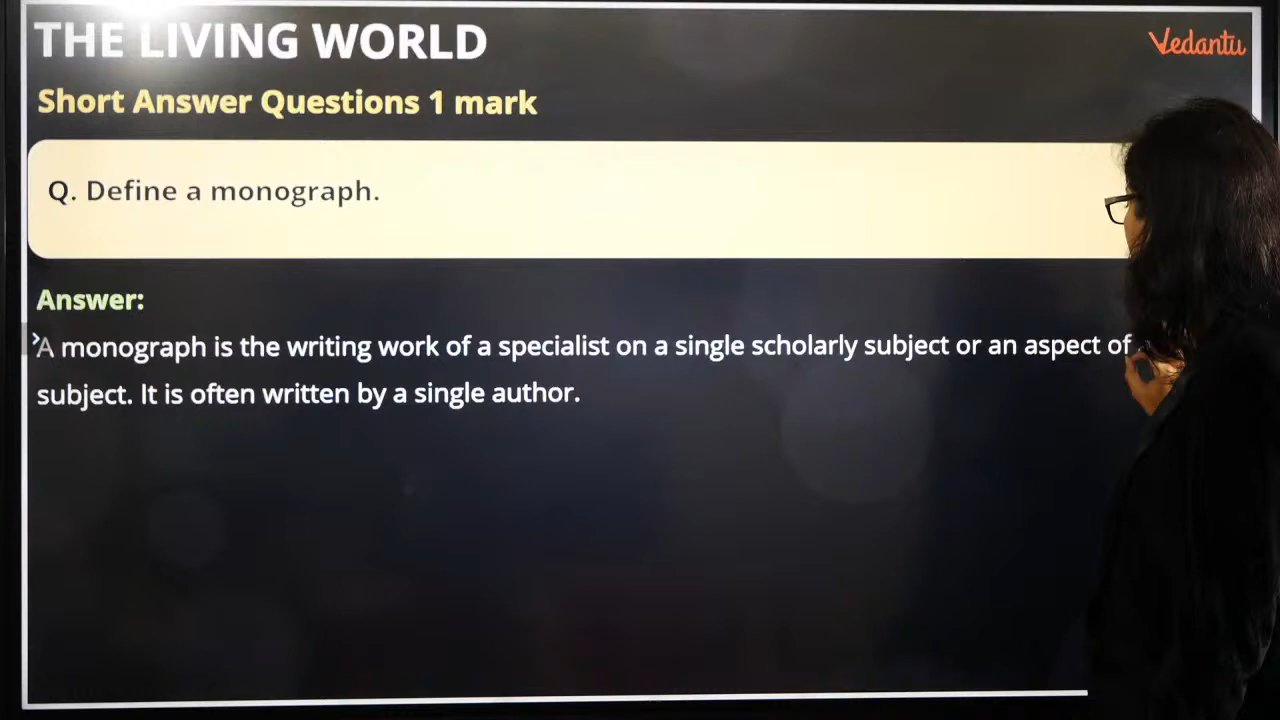 THE LIVING WORLD
Vedantu
Short Answer Questions 1 mark
Q. Define a monograph.
Answer:
A monograph is the writing work of a specialist on a single scholarly subject or an aspect of
subject. It is often written by a single author.